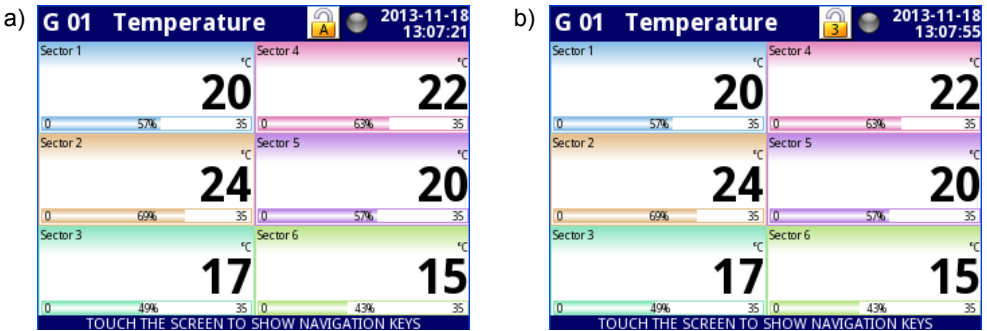 a)
G 01 Temperature A 2013-11-18
13:07:21
Sector 1
°C
20
0 57% 35
Sector 4
°C
22
0 63% 35
Sector 2
°C
24
0 69% 35
Sector 5
°C
20
0 57% 35
Sector 3
°C
17
0 49% 35
Sector 6
°C
15
0 43% 35
TOUCH THE SCREEN TO SHOW NAVIGATION KEYS
b)
G 01 Temperature 3 2013-11-18
13:07:55
Sector 1
°C
20
0 57% 35
Sector 4
°C
22
0 63% 35
Sector 2
°C
24
0 69% 35
Sector 5
°C
20
0 57% 35
Sector 3
°C
17
0 49% 35
Sector 6
°C
15
0 43% 35
TOUCH THE SCREEN TO SHOW NAVIGATION KEYS